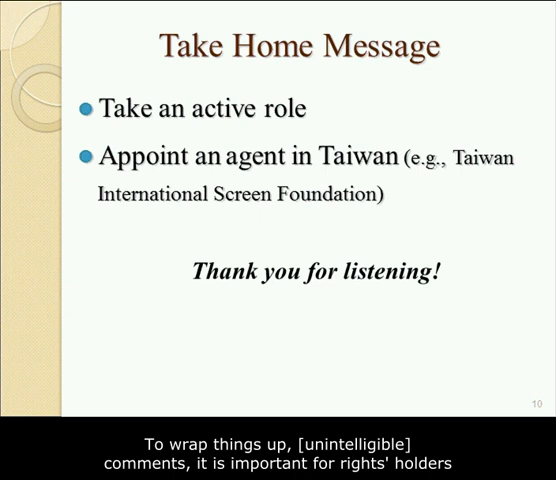 Take Home Message
Take an active role
Appoint an agent in Taiwan (e.g., Taiwan
International Screen Foundation)
Thank you for listening!
10
To wrap things up, [unintelligible]
comments, it is important for rights' holders